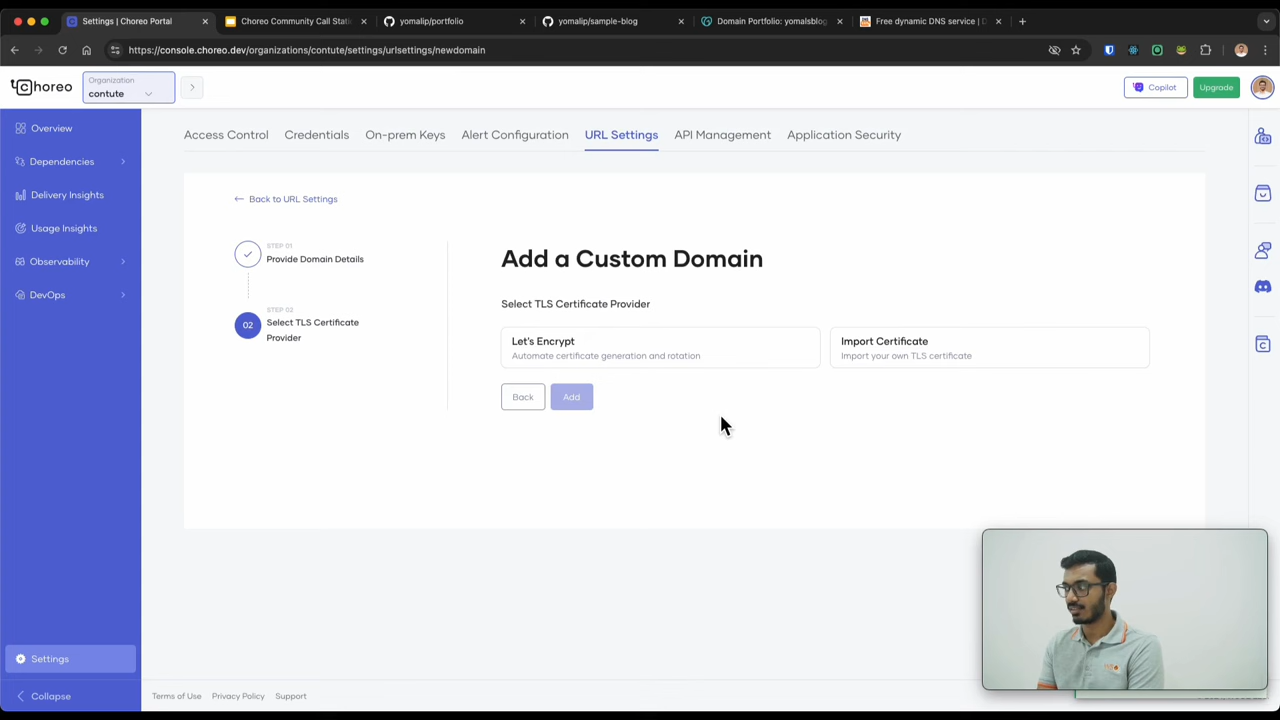 Settings | Choreo Portal
Choreo Community Call Stati
yomalip/portfolio
yomalip/sample-blog
Domain Portfolio: yomalsblog
Free dynamic DNS service | D
https://console.choreo.dev/organizations/contute/settings/urlsettings/newdomain
Choreo
Organization
contute
Copilot
Upgrade
Overview
Dependencies
Delivery Insights
Usage Insights
Observability
DevOps
Settings
Collapse
Access Control
Credentials
On-prem Keys
Alert Configuration
URL Settings
API Management
Application Security
Back to URL Settings
STEP 01
Provide Domain Details
02
STEP 02
Select TLS Certificate
Provider
Add a Custom Domain
Select TLS Certificate Provider
Let's Encrypt
Automate certificate generation and rotation
Import Certificate
Import your own TLS certificate
Back
Add
Terms of Use
Privacy Policy
Support